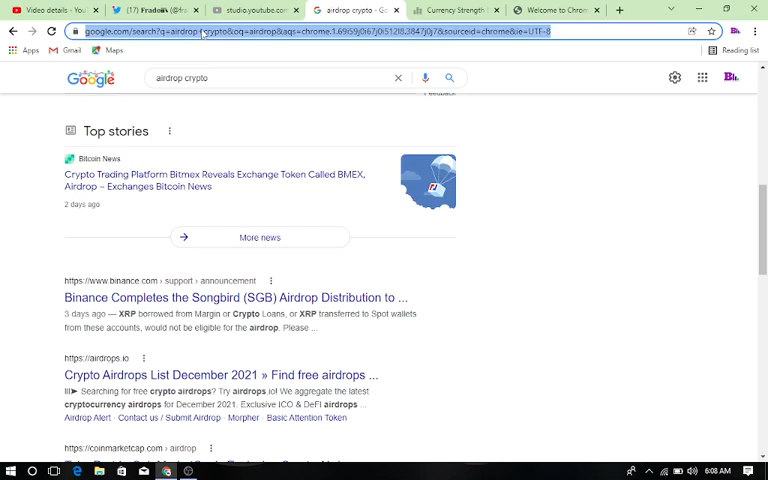 Video details - Yo
(17) 𝐅𝐫𝐚𝐝𝐨𝐧 (@fra
studio.youtube.com/
airdrop crypto - Go
Currency Strength
Welcome to Chrom
google.com/search?q=airdrop+crypto&oq=airdrop&aqs=chrome.1.69i59j0i67j0i512l8.3847j0j7&sourceid=chrome&ie=UTF-8
Apps Gmail Maps Reading list
Google
airdrop crypto
Feedback
Top stories
Bitcoin News
Crypto Trading Platform Bitmex Reveals Exchange Token Called BMEX,
Airdrop – Exchanges Bitcoin News
2 days ago
More news
https://www.binance.com › support › announcement
Binance Completes the Songbird (SGB) Airdrop Distribution to ...
3 days ago — XRP borrowed from Margin or Crypto Loans, or XRP transferred to Spot wallets
from these accounts, would not be eligible for the airdrop. Please ...
https://airdrops.io
Crypto Airdrops List December 2021 » Find free airdrops ...
lll➤ Searching for free crypto airdrops? Try airdrops.io! We aggregate the latest
cryptocurrency airdrops for December 2021. Exclusive ICO & DEFI airdrops ...
Airdrop Alert · Contact us / Submit Airdrop · Morpher · Basic Attention Token
https://coinmarketcap.com › airdrop
6:08 AM